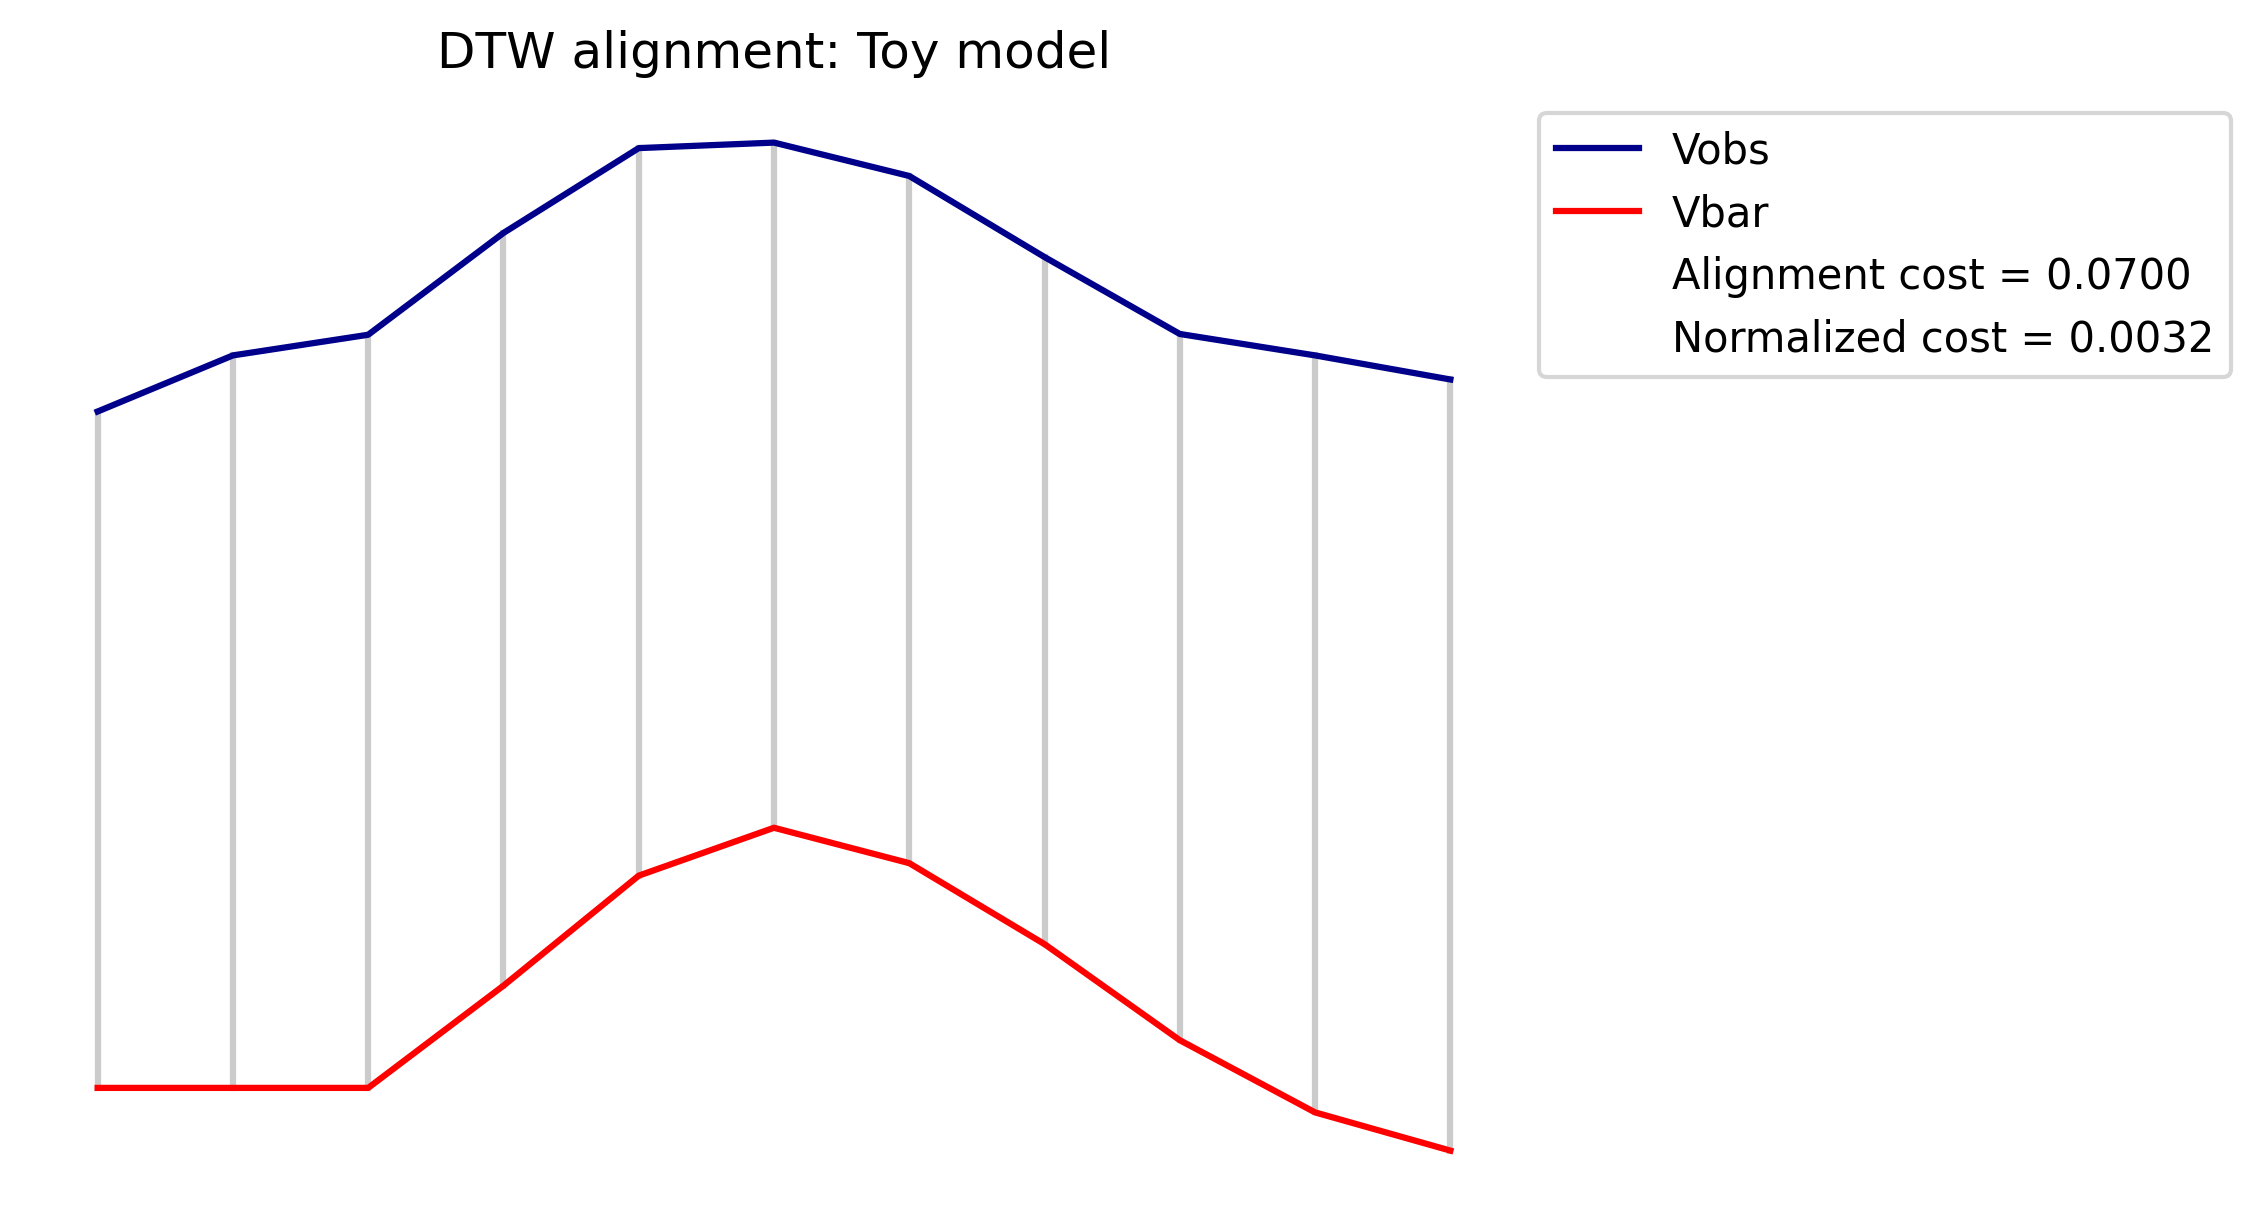 DTW alignment: Toy model
Vobs
Vbar
Alignment cost = 0.0700
Normalized cost = 0.0032